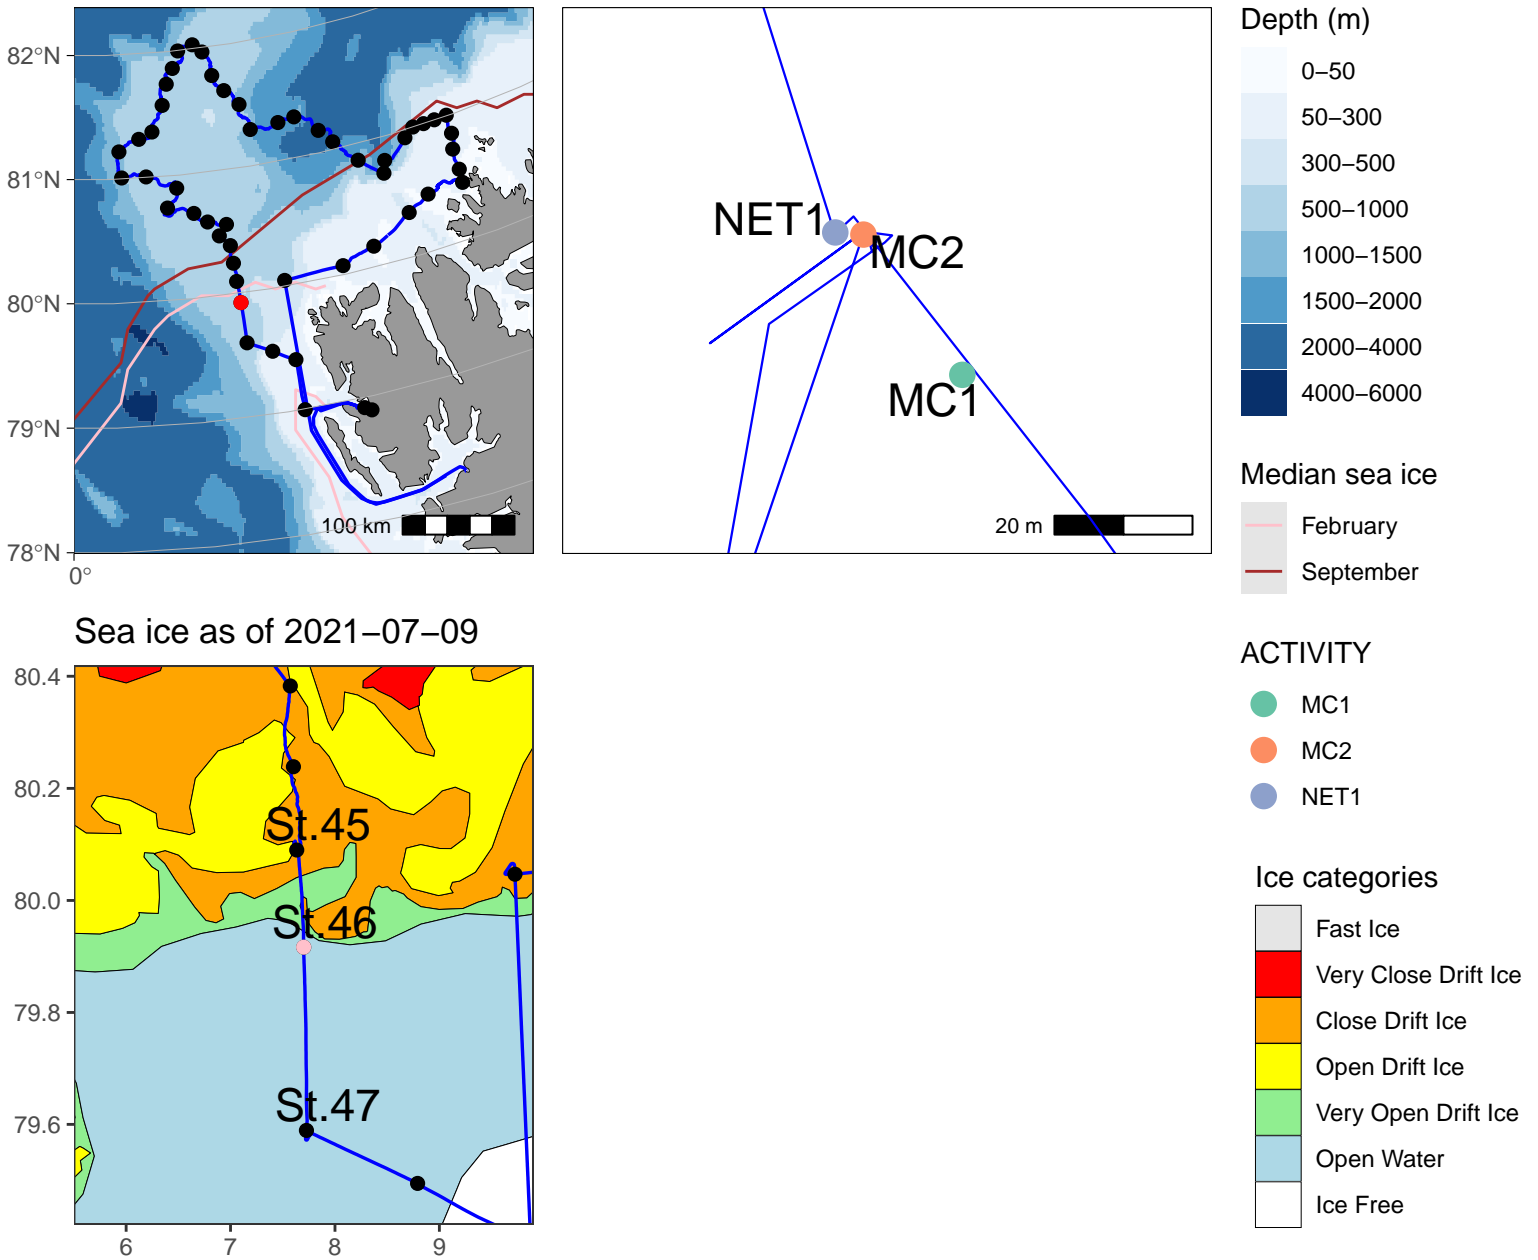 82°N
81°N
80°N
79°N
78°N
0°
100 km
NET1
MC2
MC1
20 m
Depth (m)
0–50
50–300
300–500
500–1000
1000–1500
1500–2000
2000–4000
4000–6000
Median sea ice
February
September
ACTIVITY
MC1
MC2
NET1
Sea ice as of 2021–07–09
80.4
80.2
80.0
79.8
79.6
St.45
St.46
St.47
6 7 8 9
Ice categories
Fast Ice
Very Close Drift Ice
Close Drift Ice
Open Drift Ice
Very Open Drift Ice
Open Water
Ice Free